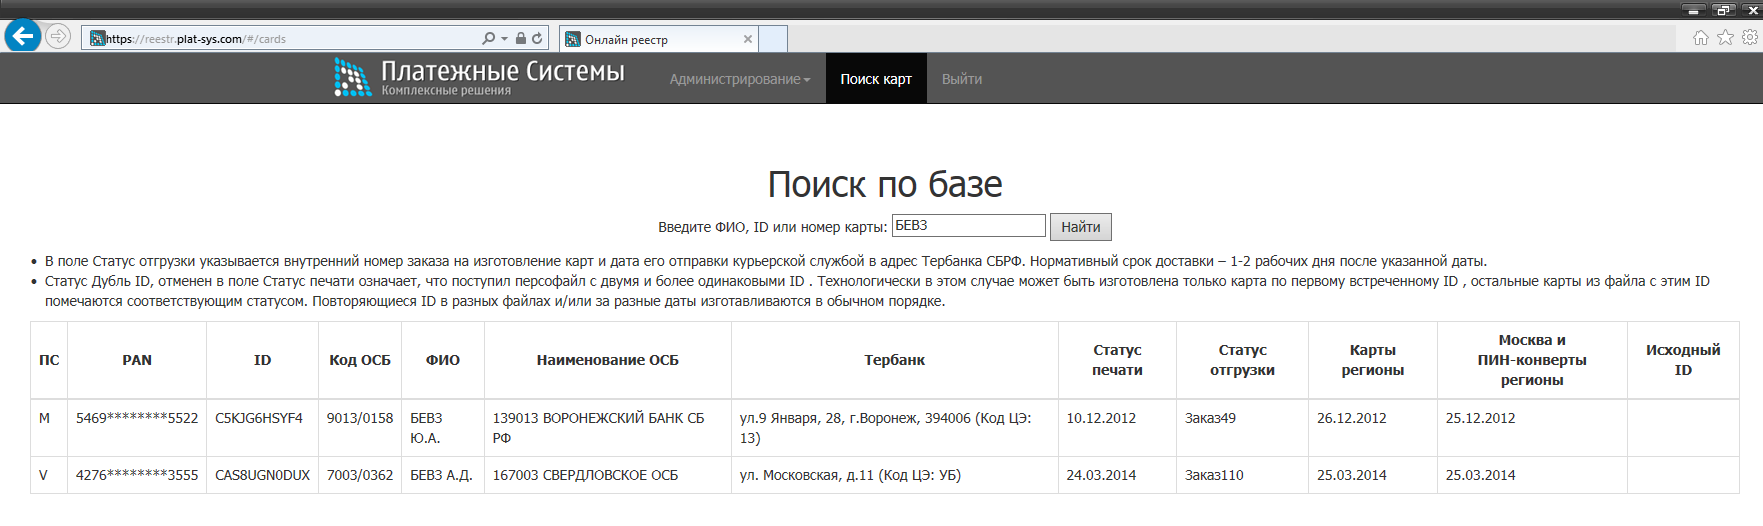 https://reestr.plat-sys.com/#/cards
Онлайн реестр
Платежные Системы
Комплексные решения
Администрирование
Поиск карт
Выйти
Поиск по базе
Введите ФИО, ID или номер карты: БЕВЗ Найти
• В поле Статус отгрузки указывается внутренний номер заказа на изготовление карт и дата его отправки курьерской службой в адрес Тербанка СБРФ. Нормативный срок доставки – 1-2 рабочих дня после указанной даты.
• Статус Дубль ID, отменен в поле Статус печати означает, что поступил персофайл с двумя и более одинаковыми ID . Технологически в этом случае может быть изготовлена только карта по первому встреченному ID , остальные карты из файла с этим ID
помечаются соответствующим статусом. Повторяющиеся ID в разных файлах и/или за разные даты изготавливаются в обычном порядке.
ПС
PAN
ID
Код ОСБ
ФИО
Наименование ОСБ
Тербанк
Статус
печати
Статус
отгрузки
Карты
регионы
Москва и
ПИН-конверты
регионы
Исходный
ID
M
5469********5522
C5KJG6HSYF4
9013/0158
БЕВЗ
Ю.А.
139013 ВОРОНЕЖСКИЙ БАНК СБ
РФ
ул.9 Января, 28, г.Воронеж, 394006 (Код ЦЭ:
13)
10.12.2012
Заказ49
26.12.2012
25.12.2012
V
4276********3555
CAS8UGN0DUX
7003/0362
БЕВЗ А.Д.
167003 СВЕРДЛОВСКОЕ ОСБ
ул. Московская, д.11 (Код ЦЭ: УБ)
24.03.2014
Заказ110
25.03.2014
25.03.2014